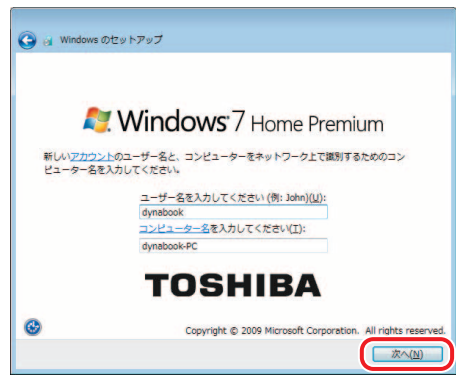 Windows のセットアップ
Windows 7 Home Premium
新しいアカウントのユーザー名と、コンピューターをネットワーク上で識別するためのコン
ピューター名を入力してください。
ユーザー名を入力してください (例: John)(U):
dynabook
コンピューター名を入力してください(T):
dynabook-PC
TOSHIBA
Copyright © 2009 Microsoft Corporation. All rights reserved.
次へ(N)